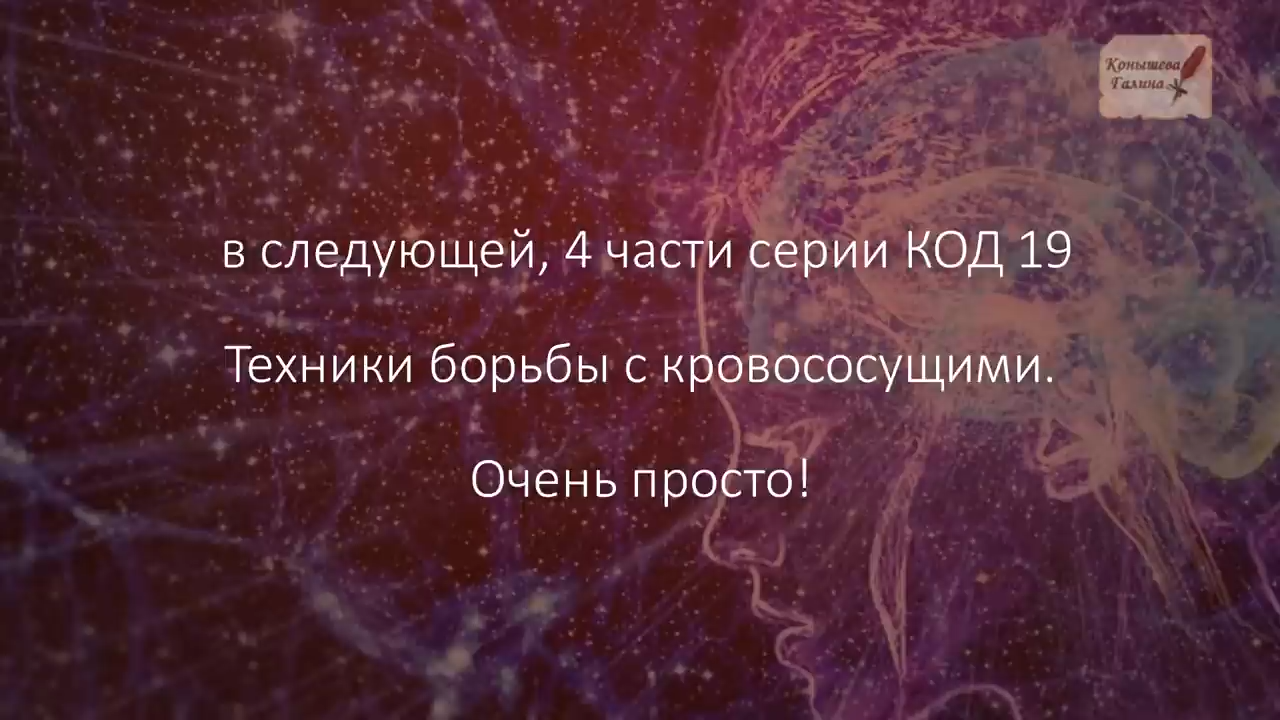 Конышева
Галина
в следующей, 4 части серии КОД 19
Техники борьбы с кровососущими.
Очень просто!